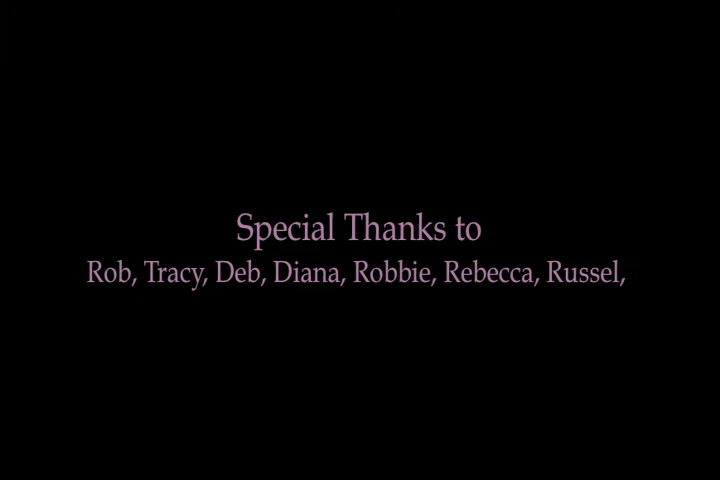 Special Thanks to
Rob, Tracy, Deb, Diana, Robbie, Rebecca, Russel,